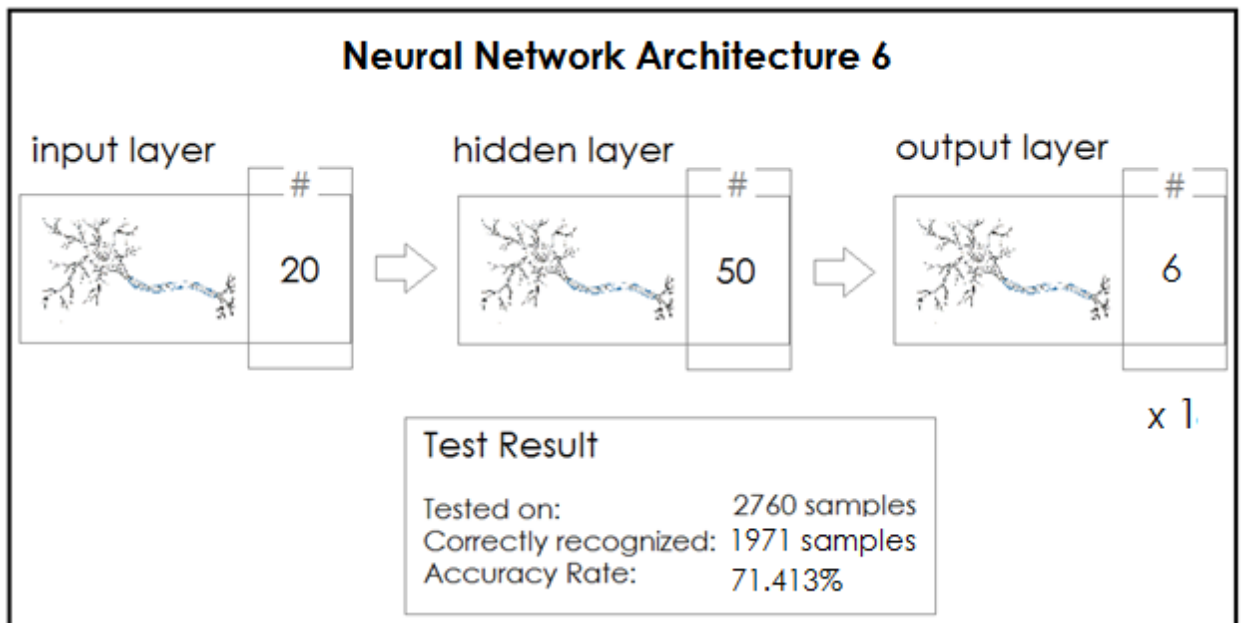 Neural Network Architecture 6
input layer
hidden layer
output layer
#
#
#
20
50
6
x 1
Test Result
Tested on: 2760 samples
Correctly recognized: 1971 samples
Accuracy Rate: 71.413%